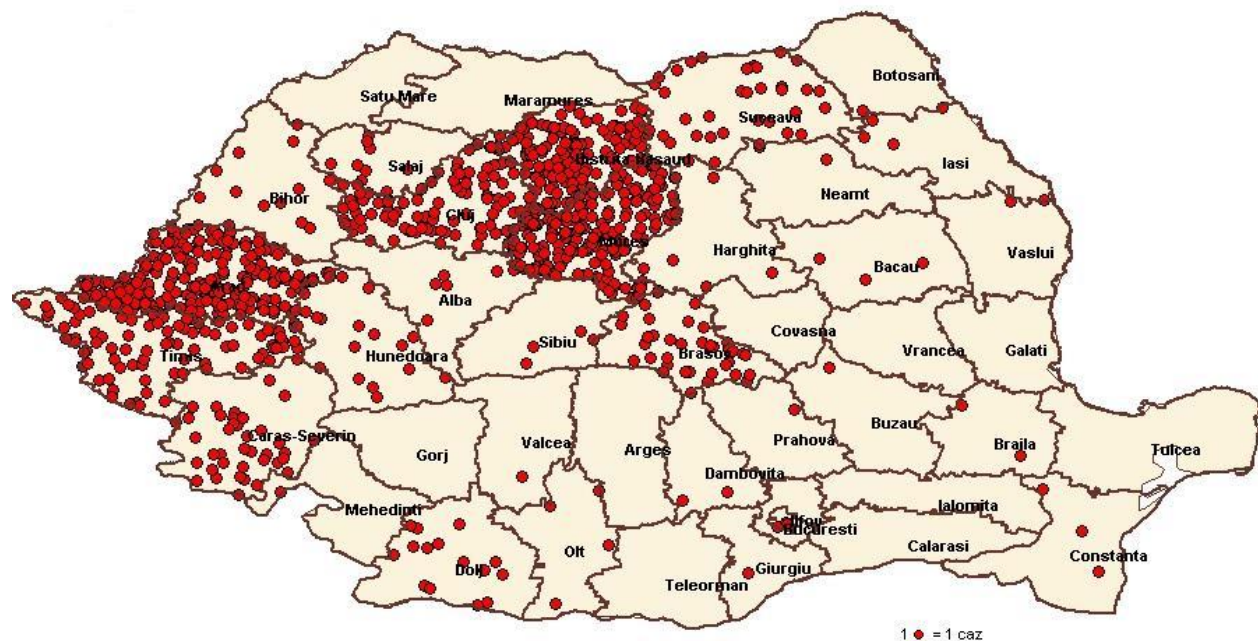 Botosani
Satu Mare
Maramures
Suceava
Bistrita Nasaud
Iasi
Salaj
Neamt
Bihor
Cluj
Mures
Harghita
Vaslui
Bacau
Arad
Alba
Covasna
Sibiu
Vrancea
Galati
Timis
Hunedoara
Brasov
Buzau
Caras-Severin
Valcea
Prahova
Braila
Gorj
Arges
Tulcea
Dambovita
Mehedinti
Ialomita
Ilfov
Bucuresti
Calarasi
Olt
Constanta
Dolj
Giurgiu
Teleorman
1 = 1 caz